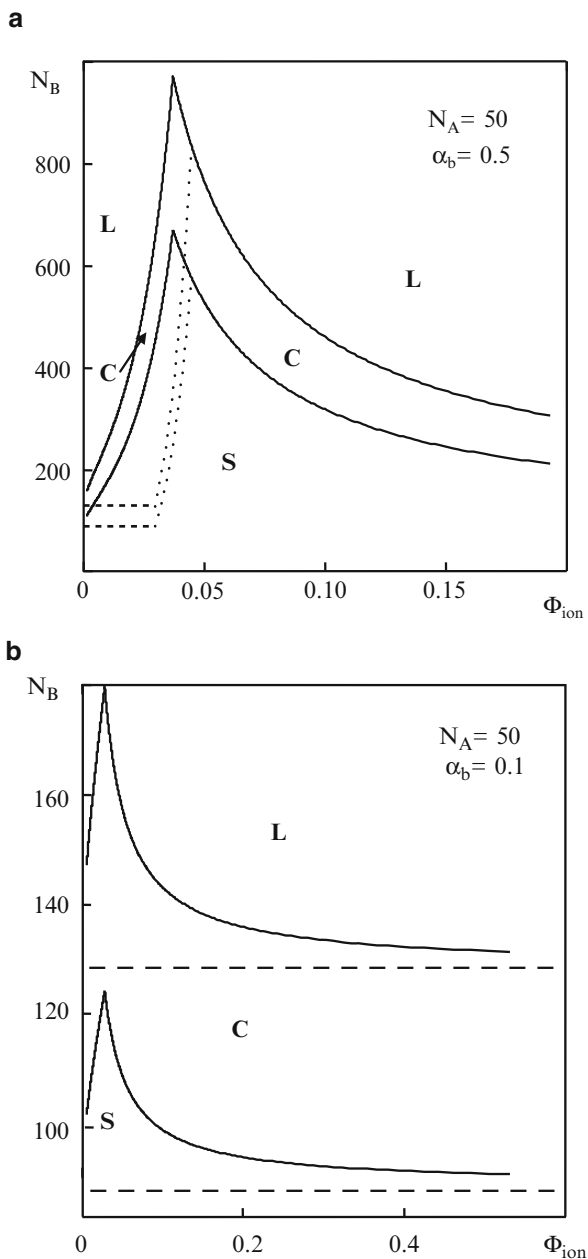 a
N_B
N_A= 50
α_b= 0.5
800
L
600
L
C
400
C
S
200
0
0.05
0.10
0.15
Φ_ion
b
N_B
N_A= 50
α_b= 0.1
160
L
140
120
C
S
100
0
0.2
0.4
Φ_ion